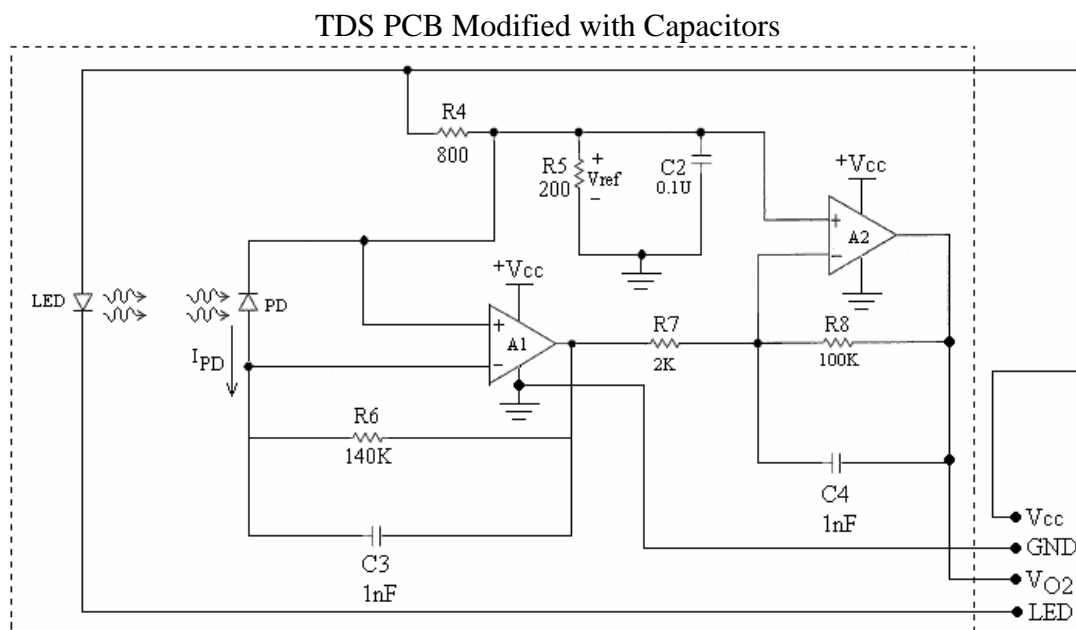 TDS PCB Modified with Capacitors
R4
800
R5
200
+
Vref
−
C2
0.1U
+Vcc
+
A2
−
LED
PD
IPD
+Vcc
+
A1
−
R7
2K
R8
100K
R6
140K
C3
1nF
C4
1nF
Vcc
GND
VO2
LED